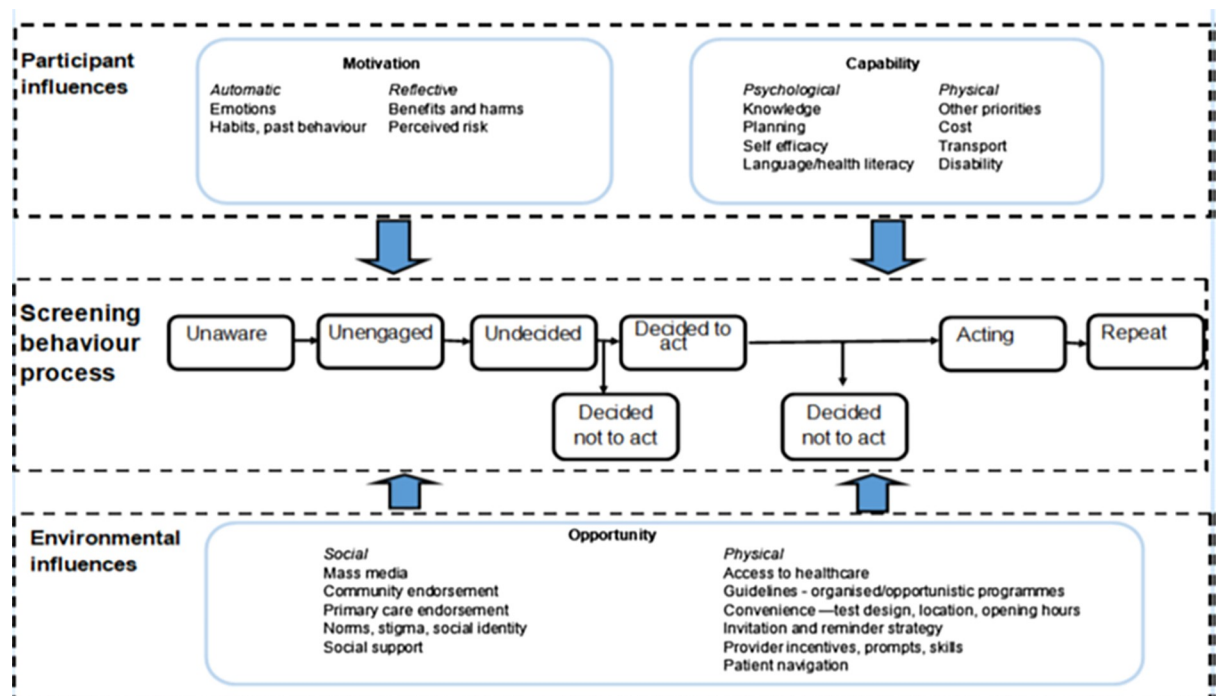 Participant
influences
Motivation
Automatic
Emotions
Habits, past behaviour
Reflective
Benefits and harms
Perceived risk
Capability
Psychological
Knowledge
Planning
Self efficacy
Language/health literacy
Physical
Other priorities
Cost
Transport
Disability
Screening
behaviour
process
Unaware
Unengaged
Undecided
Decided to
act
Acting
Repeat
Decided
not to act
Decided
not to act
Environmental
influences
Opportunity
Social
Mass media
Community endorsement
Primary care endorsement
Norms, stigma, social identity
Social support
Physical
Access to healthcare
Guidelines - organised/opportunistic programmes
Convenience—test design, location, opening hours
Invitation and reminder strategy
Provider incentives, prompts, skills
Patient navigation